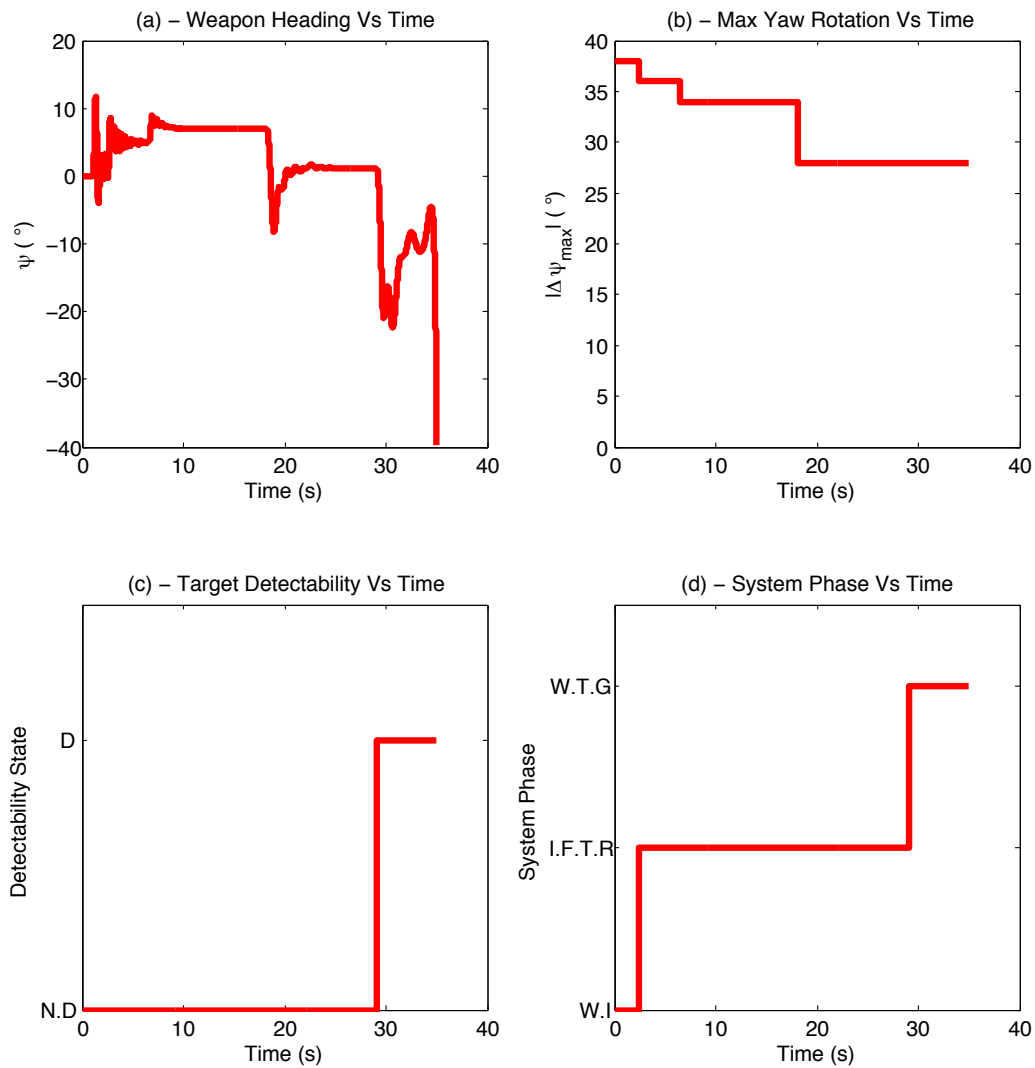 (a) − Weapon Heading Vs Time
20
10
0
−10
−20
−30
−40
ψ ( °)
0 10 20 30 40
Time (s)
(b) − Max Yaw Rotation Vs Time
40
35
30
25
20
15
10
5
0
|Δ ψmax| ( °)
0 10 20 30 40
Time (s)
(c) − Target Detectability Vs Time
D
N.D
Detectability State
0 10 20 30 40
Time (s)
(d) − System Phase Vs Time
W.T.G
I.F.T.R
W.I
System Phase
0 10 20 30 40
Time (s)